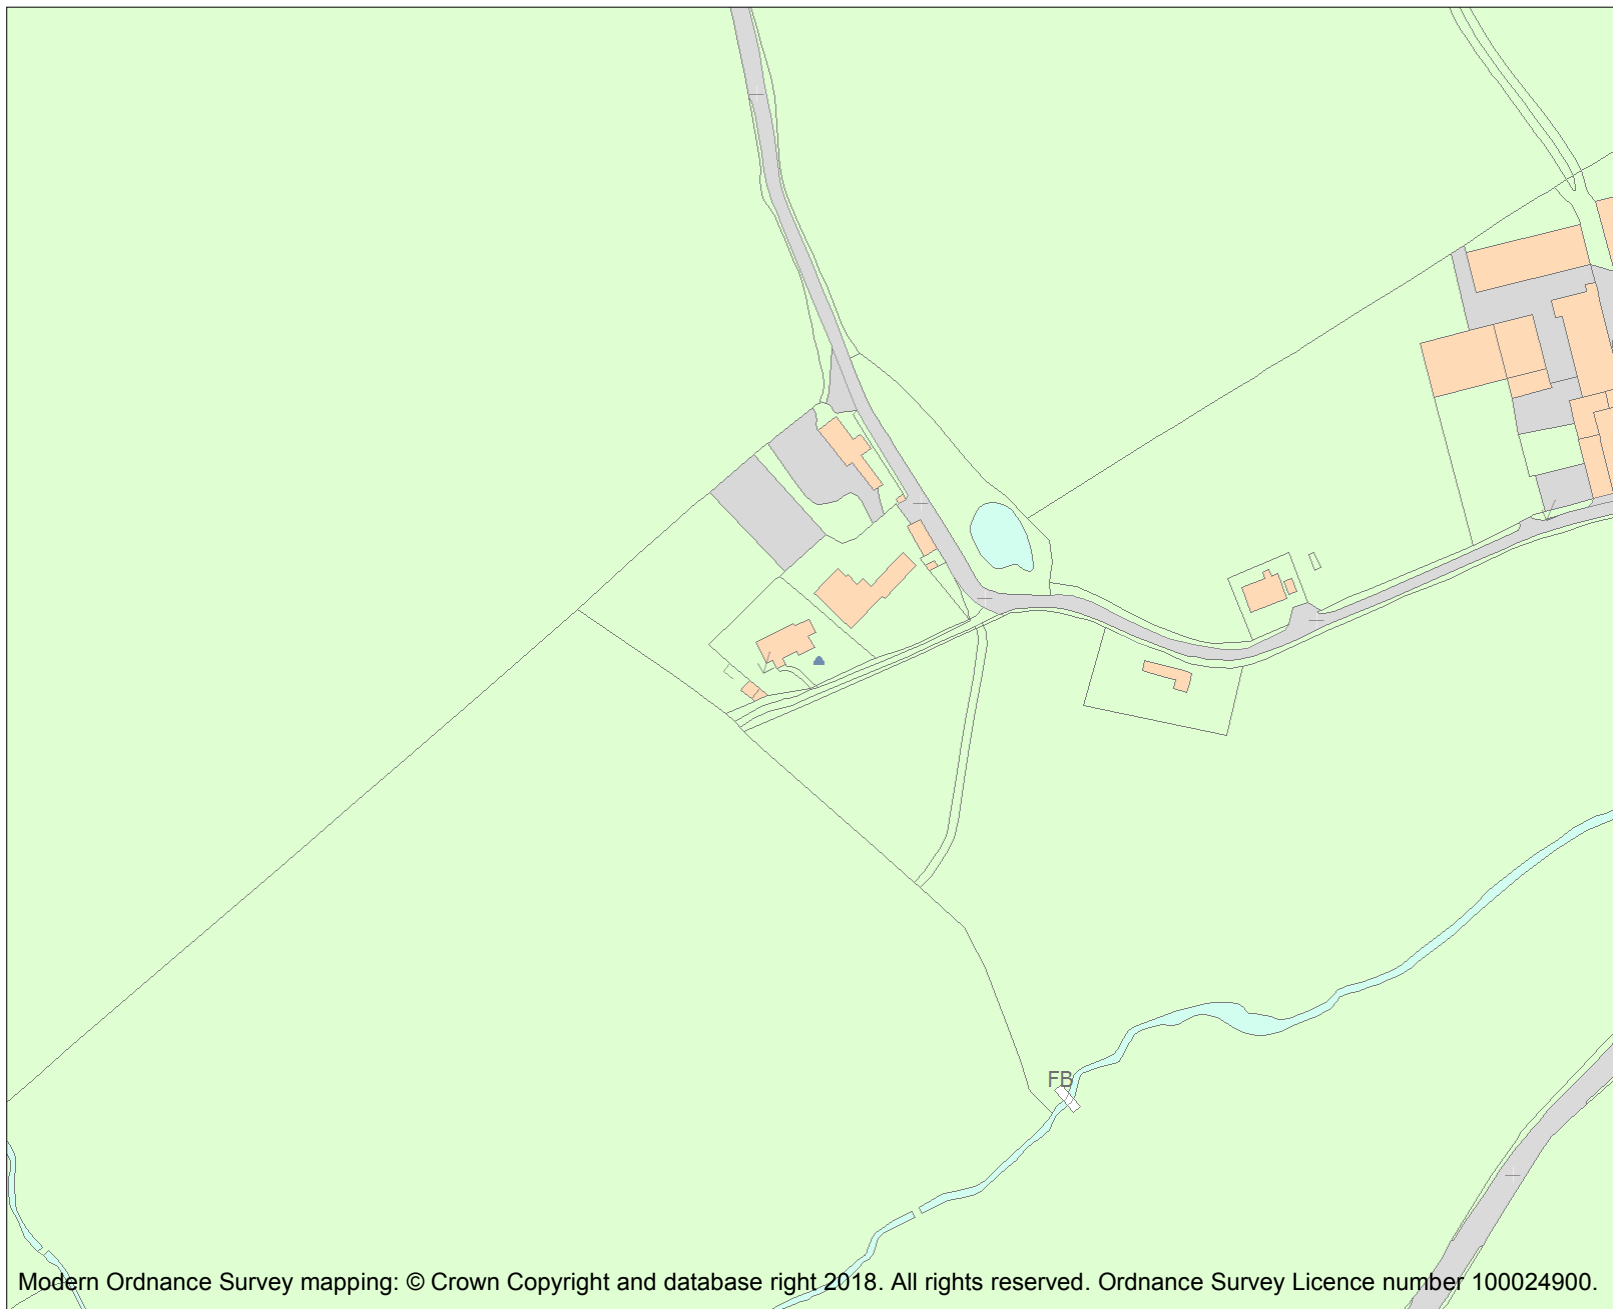 FB
Modern Ordnance Survey mapping: © Crown Copyright and database right 2018. All rights reserved. Ordnance Survey Licence number 100024900.